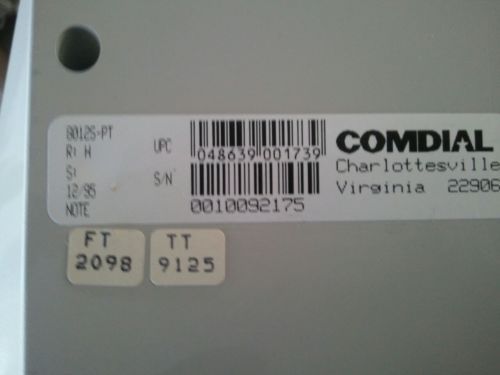 8012S-PT
R: H
S:
12/95
NOTE
UPC
048639 001739
S/N
0010092175
COMDIAL
Charlottesville
Virginia 22906
FT
2098
TT
9125